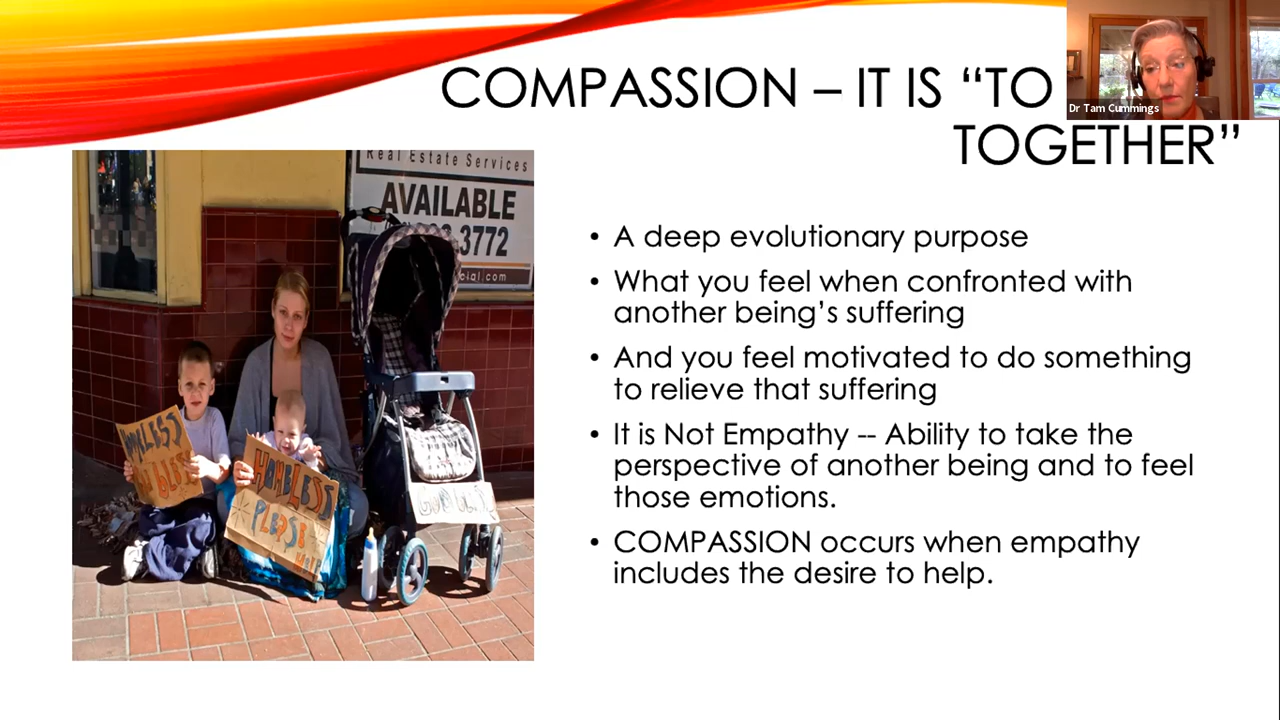 COMPASSION – IT IS “TO
TOGETHER”
Dr Tam Cummings
Real Estate Services
AVAILABLE
3772
cial.com
HOMELESS
PLEASE
HELP
• A deep evolutionary purpose
• What you feel when confronted with
another being’s suffering
• And you feel motivated to do something
to relieve that suffering
• It is Not Empathy -- Ability to take the
perspective of another being and to feel
those emotions.
• COMPASSION occurs when empathy
includes the desire to help.